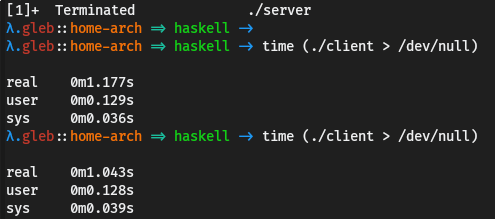 [1]+  Terminated              ./server
λ.gleb::home-arch ⇒ haskell →
λ.gleb::home-arch ⇒ haskell → time (./client > /dev/null)

real    0m1.177s
user    0m0.129s
sys     0m0.036s
λ.gleb::home-arch ⇒ haskell → time (./client > /dev/null)

real    0m1.043s
user    0m0.128s
sys     0m0.039s